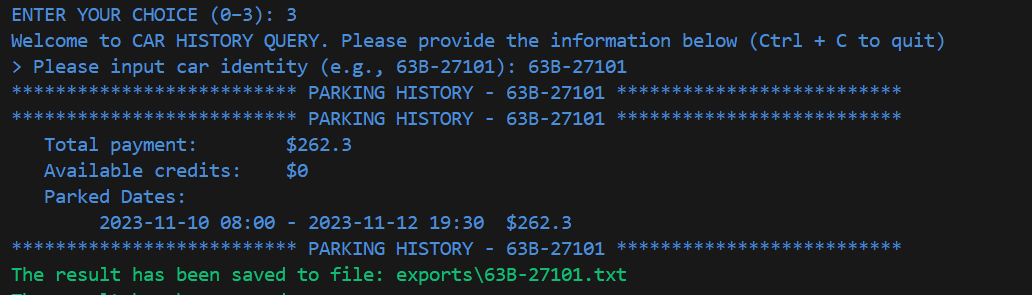 ENTER YOUR CHOICE (0–3): 3
Welcome to CAR HISTORY QUERY. Please provide the information below (Ctrl + C to quit)
> Please input car identity (e.g., 63B-27101): 63B-27101
************************** PARKING HISTORY - 63B-27101 **************************
************************** PARKING HISTORY - 63B-27101 **************************
Total payment: $262.3
Available credits: $0
Parked Dates:
2023-11-10 08:00 - 2023-11-12 19:30 $262.3
************************** PARKING HISTORY - 63B-27101 **************************
The result has been saved to file: exports\63B-27101.txt